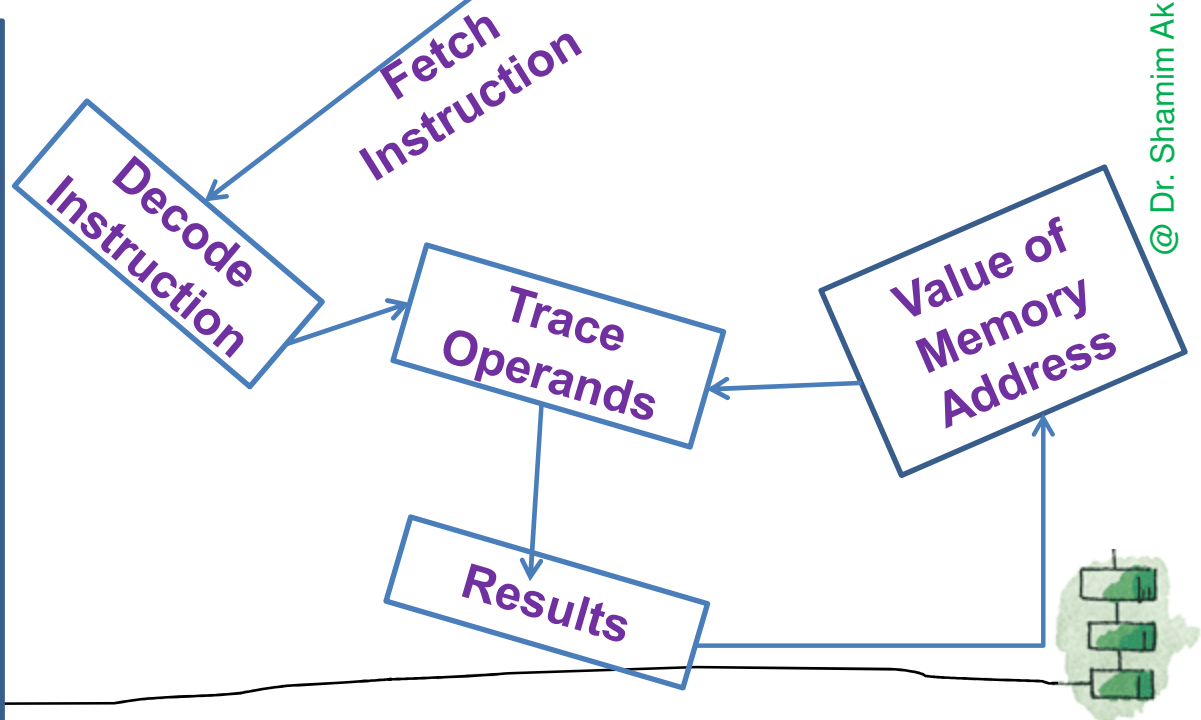 Fetch
Instruction
Decode
Instruction
Trace
Operands
Value of
Memory
Address
Results
@ Dr. Shamim Ak